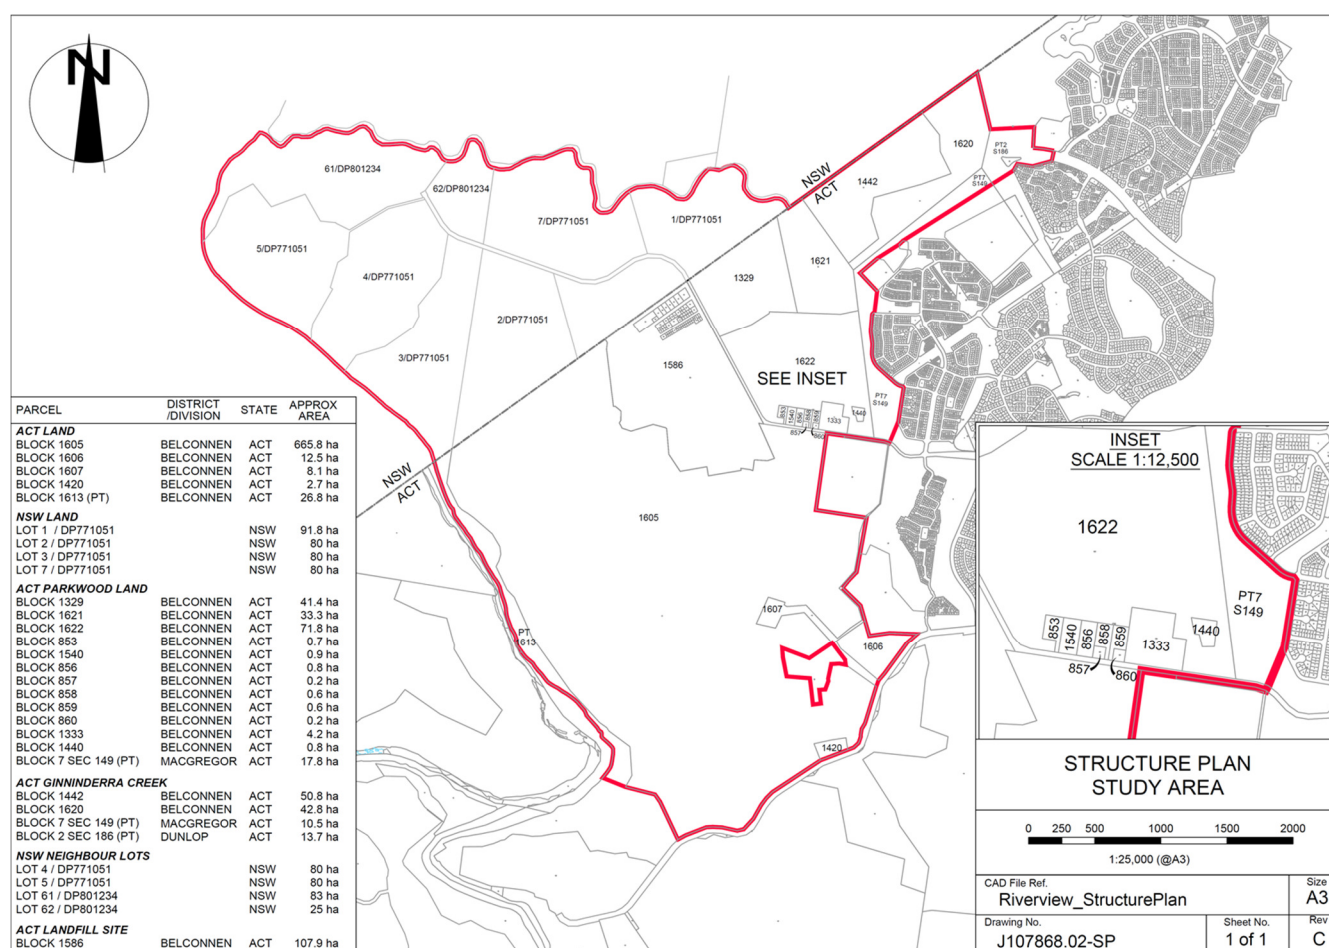 N
61/DP801234
62/DP801234
7/DP771051
1/DP771051
5/DP771051
4/DP771051
2/DP771051
3/DP771051
NSW
ACT
1620
PT2
S186
PT7
S149
1442
1621
1329
1622
SEE INSET
1586
853
1540
856
858
859
857
860
1333
1440
PT7
S149
NSW
ACT
1605
PT
1613
1607
1606
1420
PARCEL DISTRICT /DIVISION STATE APPROX AREA
ACT LAND
BLOCK 1605 BELCONNEN ACT 665.8 ha
BLOCK 1606 BELCONNEN ACT 12.5 ha
BLOCK 1607 BELCONNEN ACT 8.1 ha
BLOCK 1420 BELCONNEN ACT 2.7 ha
BLOCK 1613 (PT) BELCONNEN ACT 26.8 ha
NSW LAND
LOT 1 / DP771051 NSW 91.8 ha
LOT 2 / DP771051 NSW 80 ha
LOT 3 / DP771051 NSW 80 ha
LOT 7 / DP771051 NSW 80 ha
ACT PARKWOOD LAND
BLOCK 1329 BELCONNEN ACT 41.4 ha
BLOCK 1621 BELCONNEN ACT 33.3 ha
BLOCK 1622 BELCONNEN ACT 71.8 ha
BLOCK 853 BELCONNEN ACT 0.7 ha
BLOCK 1540 BELCONNEN ACT 0.9 ha
BLOCK 856 BELCONNEN ACT 0.8 ha
BLOCK 857 BELCONNEN ACT 0.2 ha
BLOCK 858 BELCONNEN ACT 0.6 ha
BLOCK 859 BELCONNEN ACT 0.6 ha
BLOCK 860 BELCONNEN ACT 0.2 ha
BLOCK 1333 BELCONNEN ACT 4.2 ha
BLOCK 1440 BELCONNEN ACT 0.8 ha
BLOCK 7 SEC 149 (PT) MACGREGOR ACT 17.8 ha
ACT GINNINDERRA CREEK
BLOCK 1442 BELCONNEN ACT 50.8 ha
BLOCK 1620 BELCONNEN ACT 42.8 ha
BLOCK 7 SEC 149 (PT) MACGREGOR ACT 10.5 ha
BLOCK 2 SEC 186 (PT) DUNLOP ACT 13.7 ha
NSW NEIGHBOUR LOTS
LOT 4 / DP771051 NSW 80 ha
LOT 5 / DP771051 NSW 80 ha
LOT 61 / DP801234 NSW 83 ha
LOT 62 / DP801234 NSW 25 ha
ACT LANDFILL SITE
BLOCK 1586 BELCONNEN ACT 107.9 ha
INSET
SCALE 1:12,500
1622
PT7
S149
853
1540
856
858
859
857
860
1333
1440
STRUCTURE PLAN
STUDY AREA
0 250 500 1000 1500 2000
1:25,000 (@A3)
CAD File Ref.
Riverview_StructurePlan
Size
A3
Drawing No.
J107868.02-SP
Sheet No.
1 of 1
Rev
C